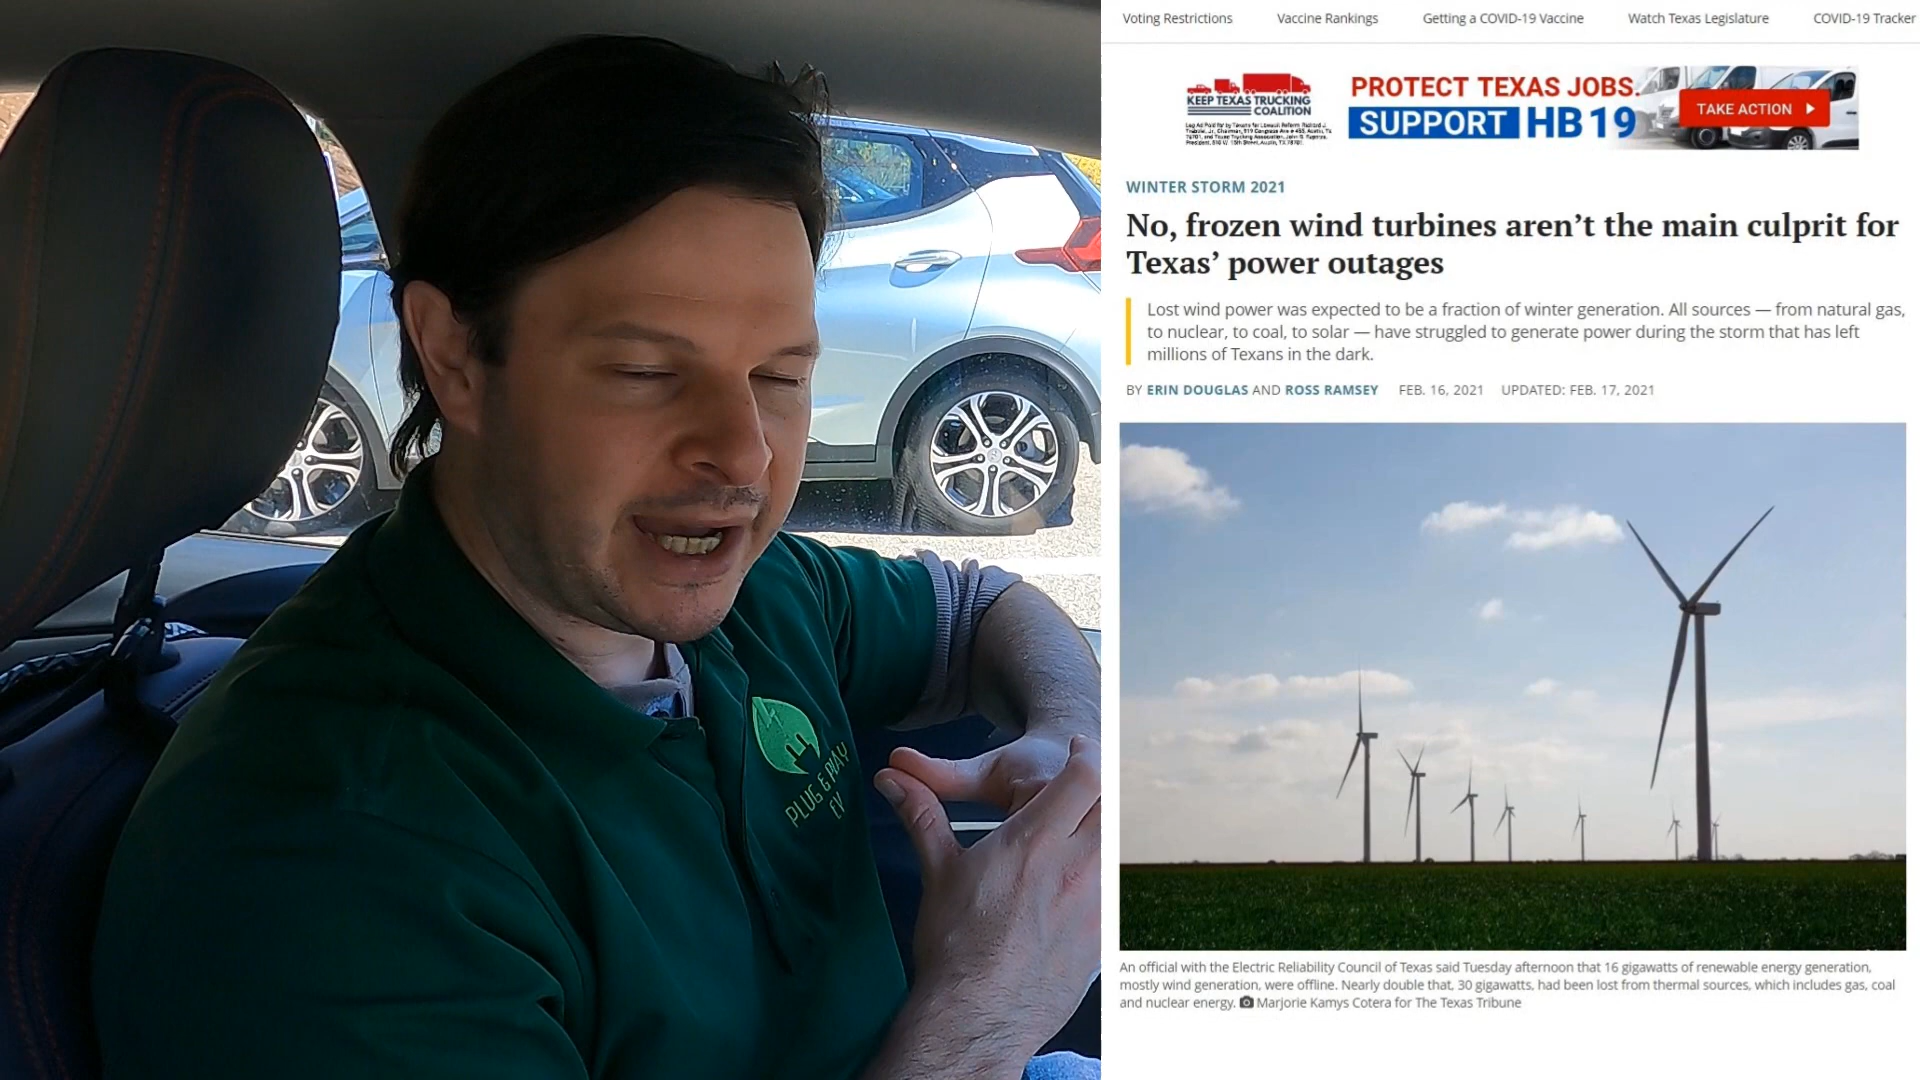 PLUG & PLAY
EV
Voting Restrictions Vaccine Rankings Getting a COVID-19 Vaccine Watch Texas Legislature COVID-19 Tracker
KEEP TEXAS TRUCKING
COALITION
PROTECT TEXAS JOBS.
SUPPORT HB 19
TAKE ACTION
WINTER STORM 2021
No, frozen wind turbines aren’t the main culprit for
Texas’ power outages
Lost wind power was expected to be a fraction of winter generation. All sources — from natural gas,
to nuclear, to coal, to solar — have struggled to generate power during the storm that has left
millions of Texans in the dark.
BY ERIN DOUGLAS AND ROSS RAMSEY FEB. 16, 2021 UPDATED: FEB. 17, 2021
An official with the Electric Reliability Council of Texas said Tuesday afternoon that 16 gigawatts of renewable energy generation,
mostly wind generation, were offline. Nearly double that, 30 gigawatts, had been lost from thermal sources, which includes gas, coal
and nuclear energy. Marjorie Kamys Cotera for The Texas Tribune